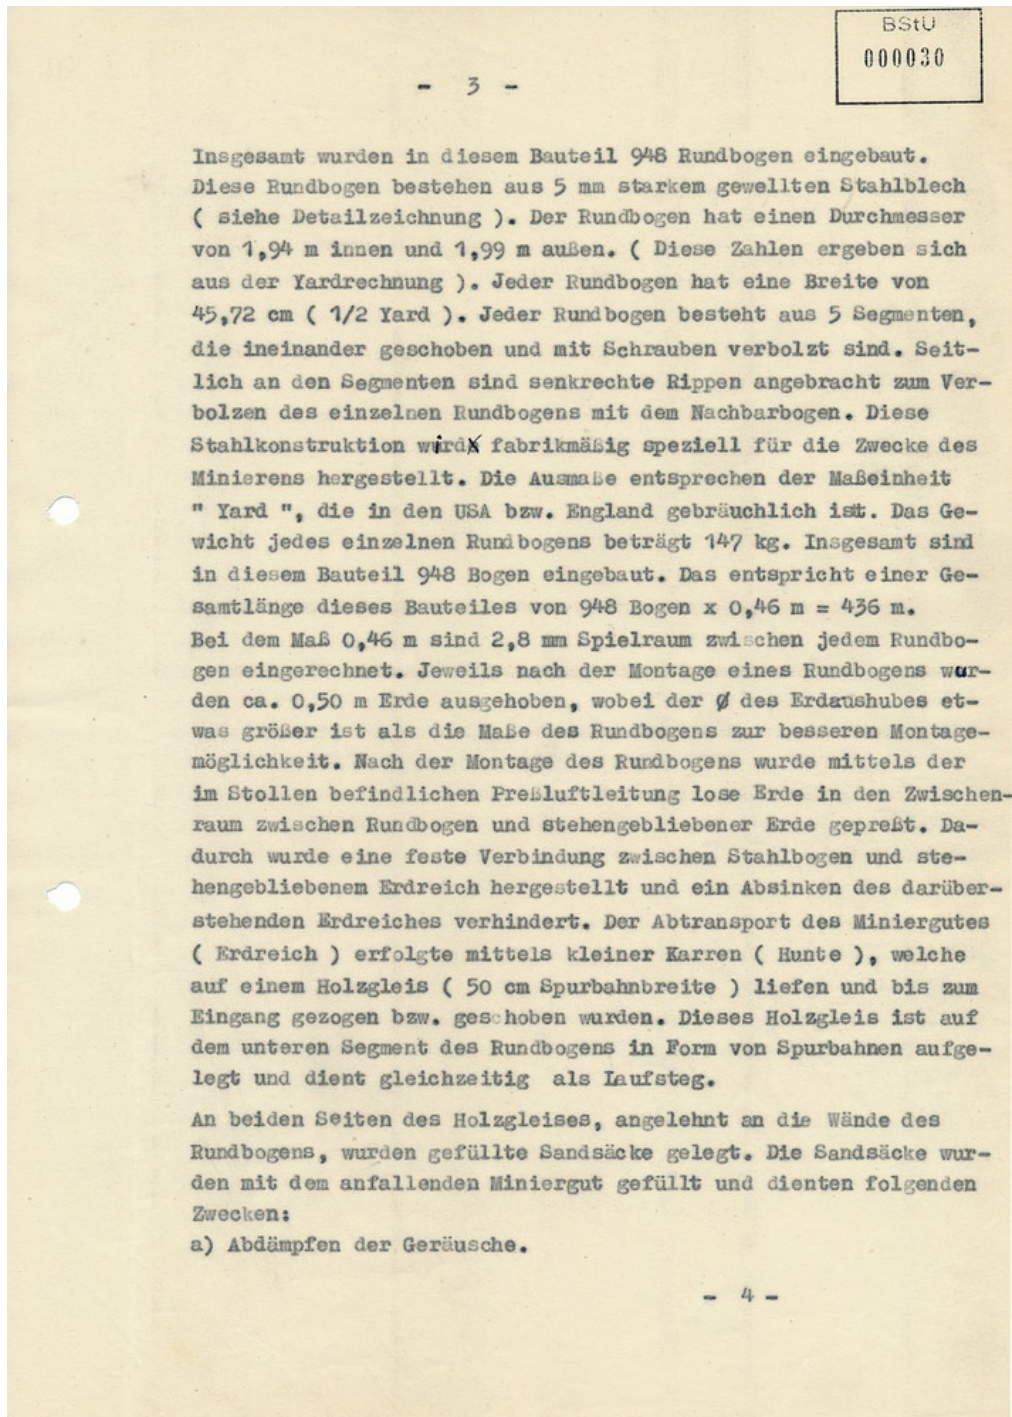 BStU
000030
- 3 -
Insgesamt wurden in diesem Bauteil 948 Rundbogen eingebaut.
Diese Rundbogen bestehen aus 5 mm starkem gewellten Stahlblech
( siehe Detailzeichnung ). Der Rundbogen hat einen Durchmesser
von 1,94 m innen und 1,99 m außen. ( Diese Zahlen ergeben sich
aus der Yardrechnung ). Jeder Rundbogen hat eine Breite von
45,72 cm ( 1/2 Yard ). Jeder Rundbogen besteht aus 5 Segmenten,
die ineinander geschoben und mit Schrauben verbolzt sind. Seit-
lich an den Segmenten sind senkrechte Rippen angebracht zum Ver-
bolzen des einzelnen Rundbogens mit dem Nachbarbogen. Diese
Stahlkonstruktion wird fabrikmäßig speziell für die Zwecke des
Minierens hergestellt. Die Ausmaße entsprechen der Maßeinheit
" Yard ", die in den USA bzw. England gebräuchlich ist. Das Ge-
wicht jedes einzelnen Rundbogens beträgt 147 kg. Insgesamt sind
in diesem Bauteil 948 Bogen eingebaut. Das entspricht einer Ge-
samtlänge dieses Bauteiles von 948 Bogen x 0,46 m = 436 m.
Bei dem Maß 0,46 m sind 2,8 mm Spielraum zwischen jedem Rundbo-
gen eingerechnet. Jeweils nach der Montage eines Rundbogens wur-
den ca. 0,50 m Erde ausgehoben, wobei der Ø des Erdaushubes et-
was größer ist als die Maße des Rundbogens zur besseren Montage-
möglichkeit. Nach der Montage des Rundbogens wurde mittels der
im Stollen befindlichen Preßluftleitung lose Erde in den Zwischen-
raum zwischen Rundbogen und stehengebliebener Erde gepreßt. Da-
durch wurde eine feste Verbindung zwischen Stahlbogen und ste-
hengebliebenem Erdreich hergestellt und ein Absinken des darüber-
stehenden Erdreiches verhindert. Der Abtransport des Miniergutes
( Erdreich ) erfolgte mittels kleiner Karren ( Hunte ), welche
auf einem Holzgleis ( 50 cm Spurbahnbreite ) liefen und bis zum
Eingang gezogen bzw. geschoben wurden. Dieses Holzgleis ist auf
dem unteren Segment des Rundbogens in Form von Spurbahnen aufge-
legt und dient gleichzeitig als Laufsteg.
An beiden Seiten des Holzgleises, angelehnt an die Wände des
Rundbogens, wurden gefüllte Sandsäcke gelegt. Die Sandsäcke wur-
den mit dem anfallenden Miniergut gefüllt und dienten folgenden
Zwecken:
a) Abdämpfen der Geräusche.
- 4 -